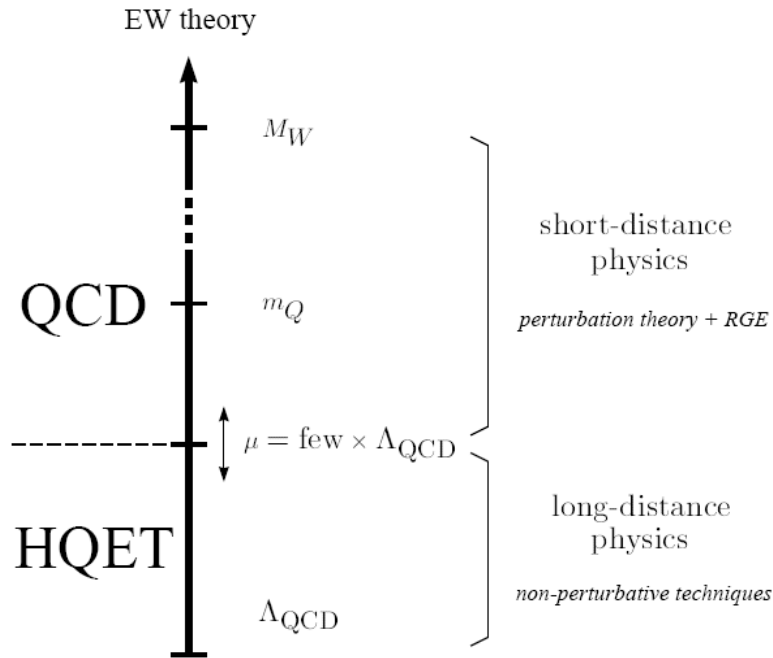 EW theory
M_W
short-distance
physics
QCD
m_Q
perturbation theory + RGE
μ = few × Λ_QCD
HQET
long-distance
physics
non-perturbative techniques
Λ_QCD